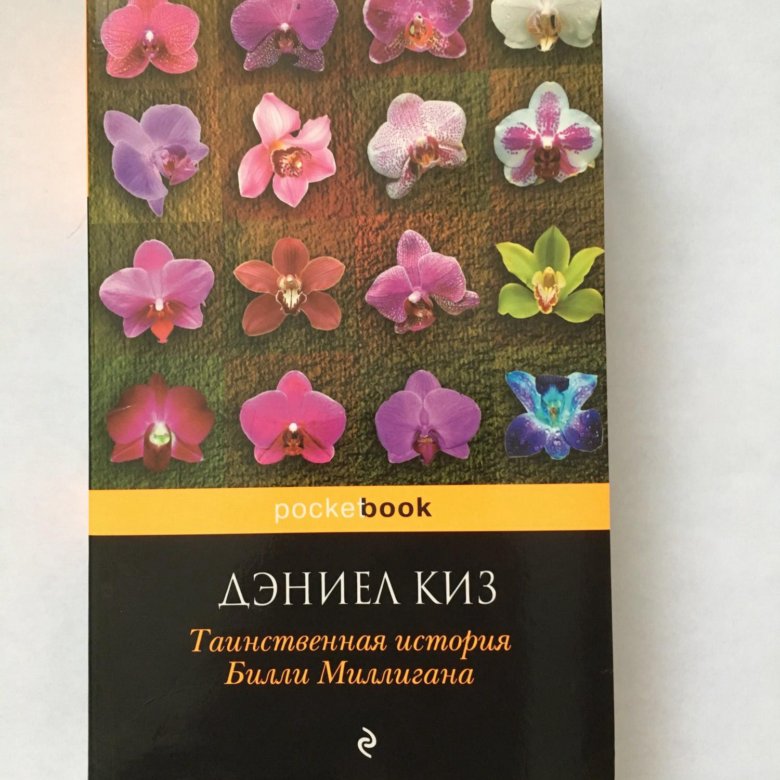 pocketbook
ДЭНИЕЛ КИЗ
Таинственная история
Билли Миллигана